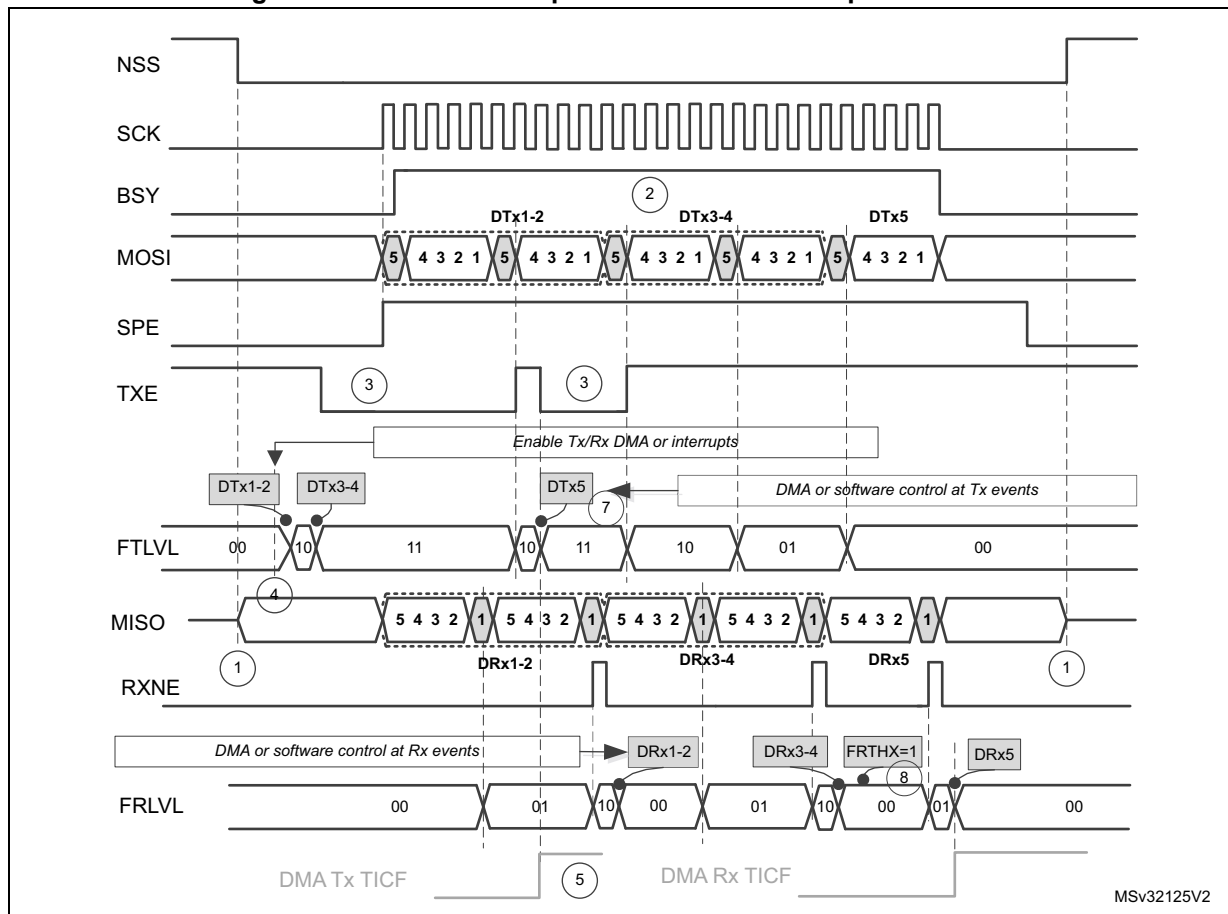 NSS
SCK
BSY
2
DTx1-2 DTx3-4 DTx5
MOSI 5 4 3 2 1 5 4 3 2 1 5 4 3 2 1 5 4 3 2 1 5 4 3 2 1
SPE
TXE 3 3
Enable Tx/Rx DMA or interrupts
DTx1-2 DTx3-4 DTx5 DMA or software control at Tx events
7
FTLVL 00 10 11 10 11 10 01 00
4
MISO 5 4 3 2 1 5 4 3 2 1 5 4 3 2 1 5 4 3 2 1 5 4 3 2 1
1 DRx1-2 DRx3-4 DRx5 1
RXNE
DMA or software control at Rx events DRx1-2 DRx3-4 FRTHX=1 DRx5
8
FRLVL 00 01 10 00 01 10 00 01 00
DMA Tx TICF 5 DMA Rx TICF
MSv32125V2